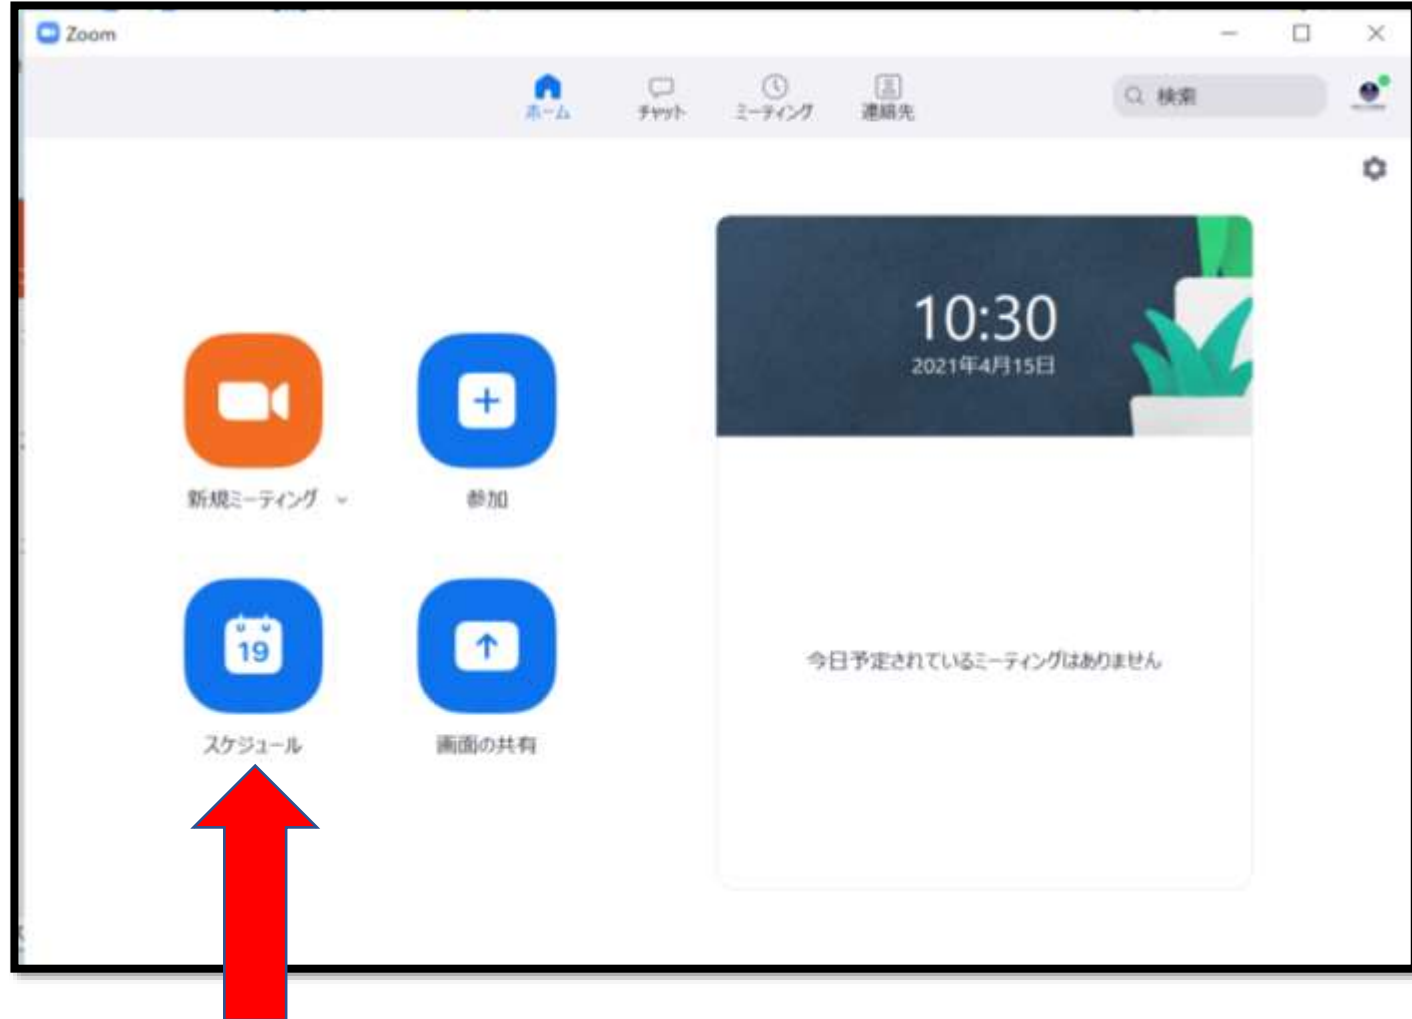 Zoom
ホーム
チャット
ミーティング
連絡先
検索
10:30
2021年4月15日
新規ミーティング
参加
19
スケジュール
画面の共有
今日予定されているミーティングはありません